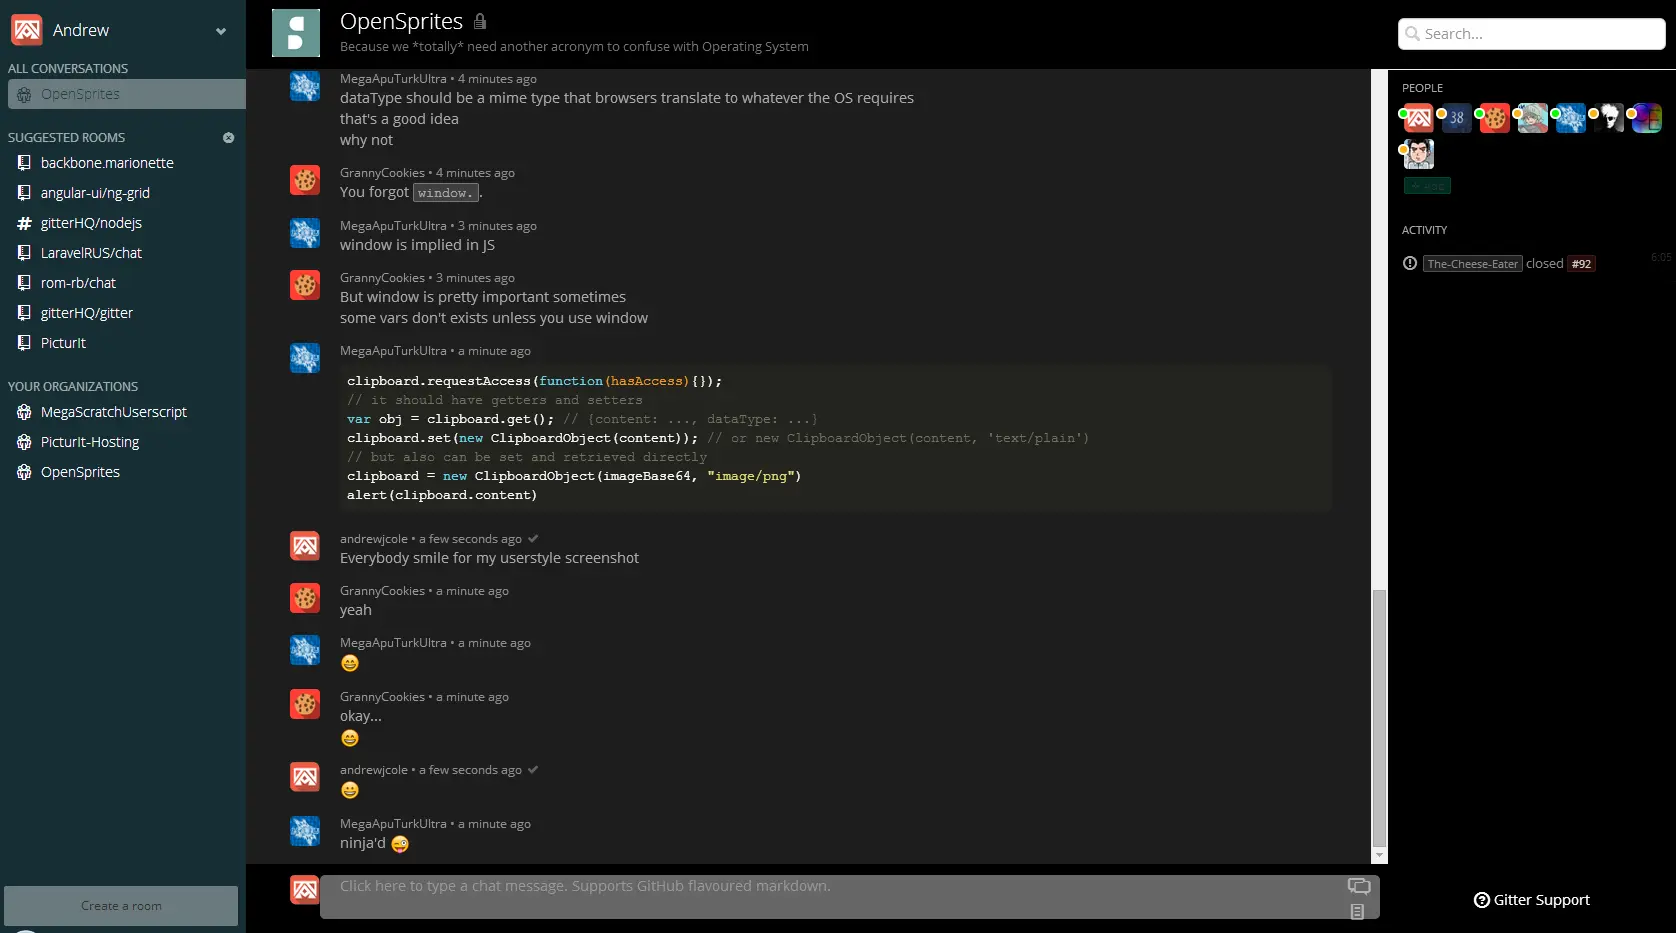 Andrew
ALL CONVERSATIONS
OpenSprites
SUGGESTED ROOMS
backbone.marionette
angular-ui/ng-grid
gitterHQ/nodejs
LaravelRUS/chat
rom-rb/chat
gitterHQ/gitter
PicturIt
YOUR ORGANIZATIONS
MegaScratchUserscript
PicturIt-Hosting
OpenSprites
Create a room
OpenSprites
Because we *totally* need another acronym to confuse with Operating System
MegaApuTurkUltra • 4 minutes ago
dataType should be a mime type that browsers translate to whatever the OS requires
that's a good idea
why not
GrannyCookies • 4 minutes ago
You forgot window. .
MegaApuTurkUltra • 3 minutes ago
window is implied in JS
GrannyCookies • 3 minutes ago
But window is pretty important sometimes
some vars don't exists unless you use window
MegaApuTurkUltra • a minute ago
clipboard.requestAccess(function(hasAccess){});
// it should have getters and setters
var obj = clipboard.get(); // {content: ..., dataType: ...}
clipboard.set(new ClipboardObject(content)); // or new ClipboardObject(content, 'text/plain')
// but also can be set and retrieved directly
clipboard = new ClipboardObject(imageBase64, "image/png")
alert(clipboard.content)
andrewjcole • a few seconds ago
Everybody smile for my userstyle screenshot
GrannyCookies • a minute ago
yeah
MegaApuTurkUltra • a minute ago
😄
GrannyCookies • a minute ago
okay...
😄
andrewjcole • a few seconds ago
😀
MegaApuTurkUltra • a minute ago
ninja'd 😜
Click here to type a chat message. Supports GitHub flavoured markdown.
Search...
PEOPLE
38
+ ADD
ACTIVITY
The-Cheese-Eater closed #92
6:05
Gitter Support